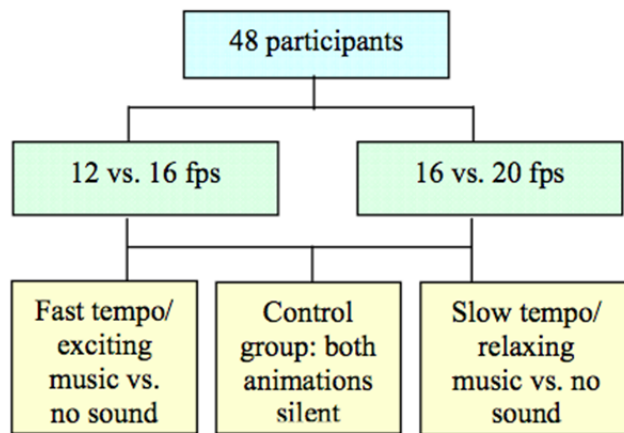 48 participants
12 vs. 16 fps
16 vs. 20 fps
Fast tempo/
exciting
music vs.
no sound
Control
group: both
animations
silent
Slow tempo/
relaxing
music vs. no
sound